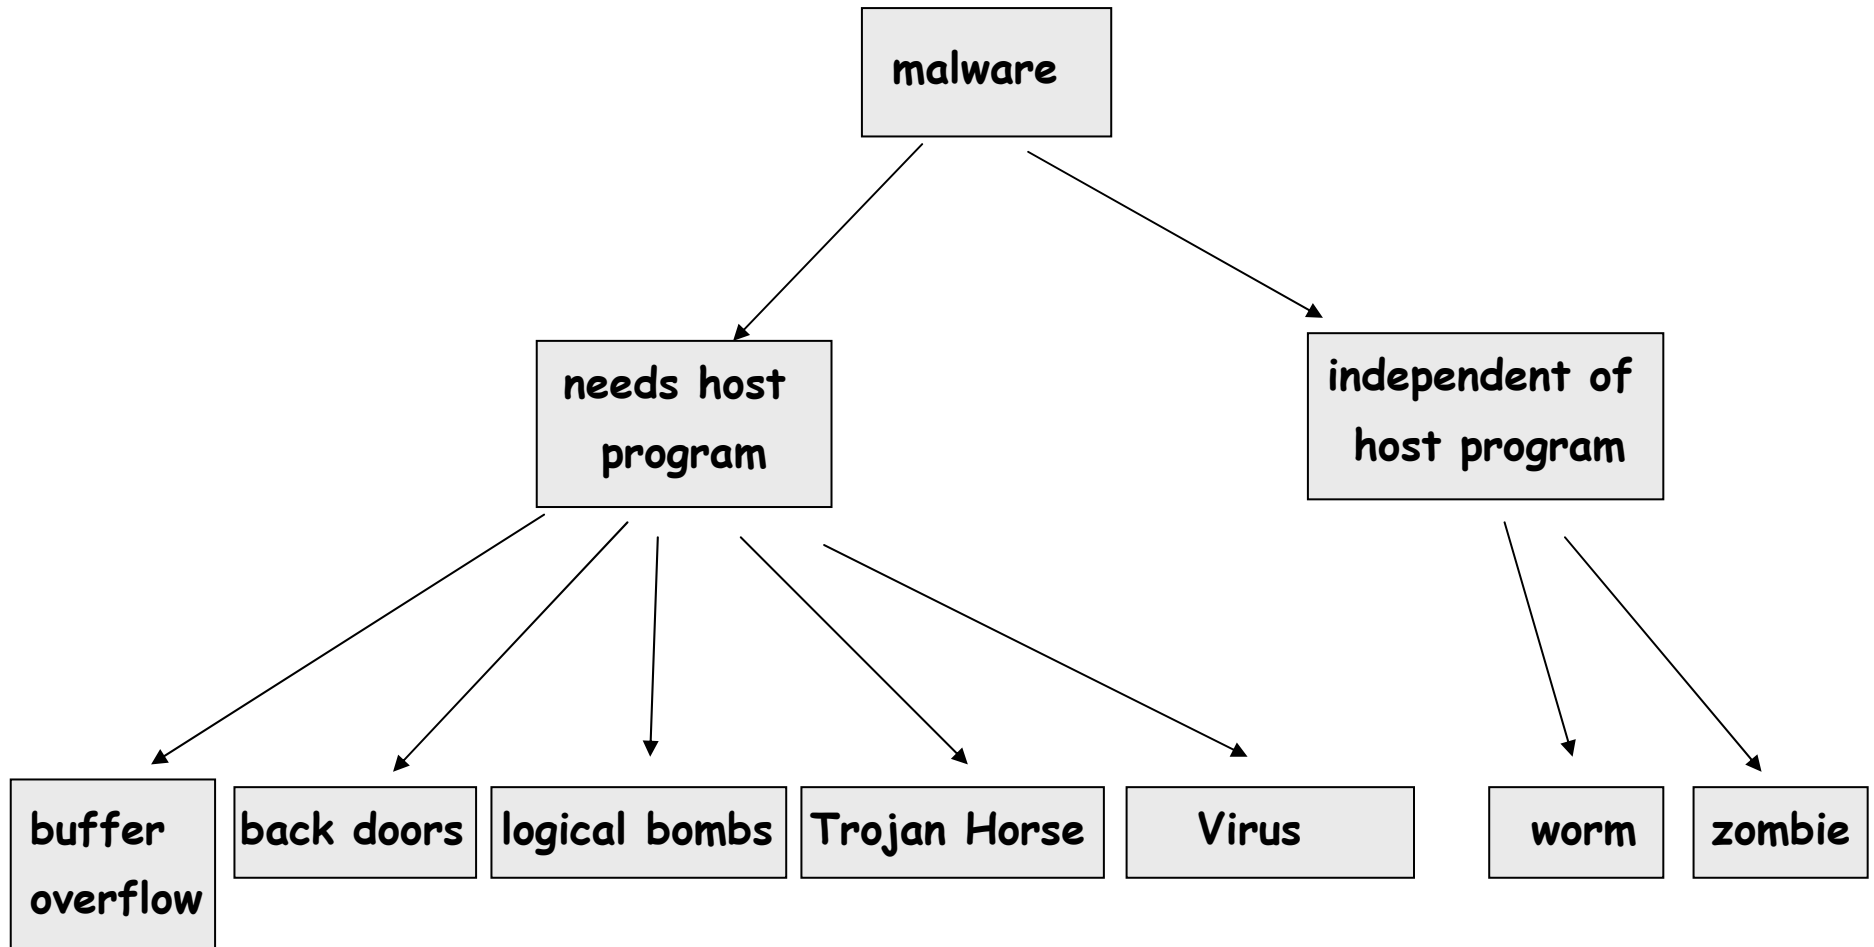 malware
needs host
program
independent of
host program
buffer
overflow
back doors
logical bombs
Trojan Horse
Virus
worm
zombie